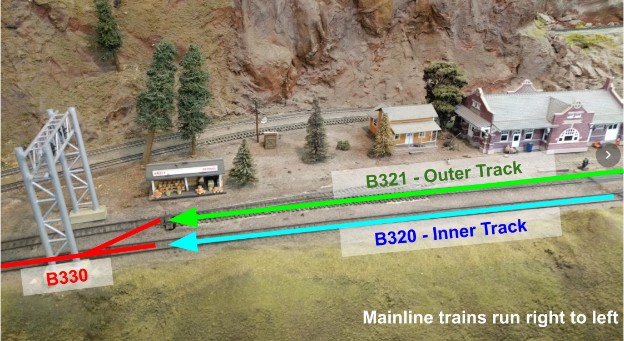 B321 - Outer Track
B320 - Inner Track
B330
Mainline trains run right to left